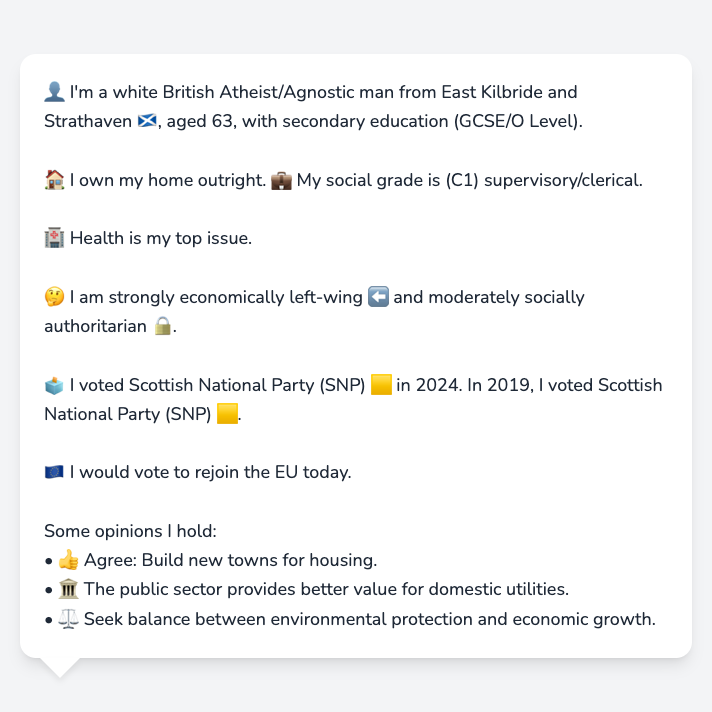 👤 I'm a white British Atheist/Agnostic man from East Kilbride and
Strathaven 🏴󠁧󠁢󠁳󠁣󠁴󠁿, aged 63, with secondary education (GCSE/O Level).
🏠 I own my home outright. 💼 My social grade is (C1) supervisory/clerical.
🏥 Health is my top issue.
🤔 I am strongly economically left-wing ⬅️ and moderately socially
authoritarian 🔒.
🗳️ I voted Scottish National Party (SNP) 🟨 in 2024. In 2019, I voted Scottish
National Party (SNP) 🟨.
🇪🇺 I would vote to rejoin the EU today.
Some opinions I hold:
• 👍 Agree: Build new towns for housing.
• 🏛️ The public sector provides better value for domestic utilities.
• ⚖️ Seek balance between environmental protection and economic growth.